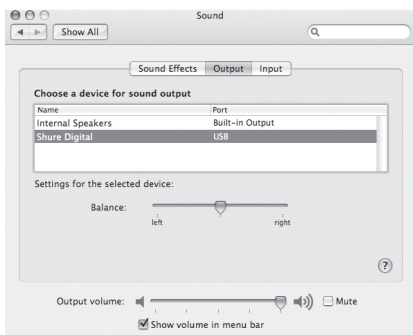 Sound
Show All
Sound Effects Output Input
Choose a device for sound output
Name Port
Internal Speakers Built-in Output
Shure Digital USB
Settings for the selected device:
Balance:
left right
?
Output volume: Mute
Show volume in menu bar